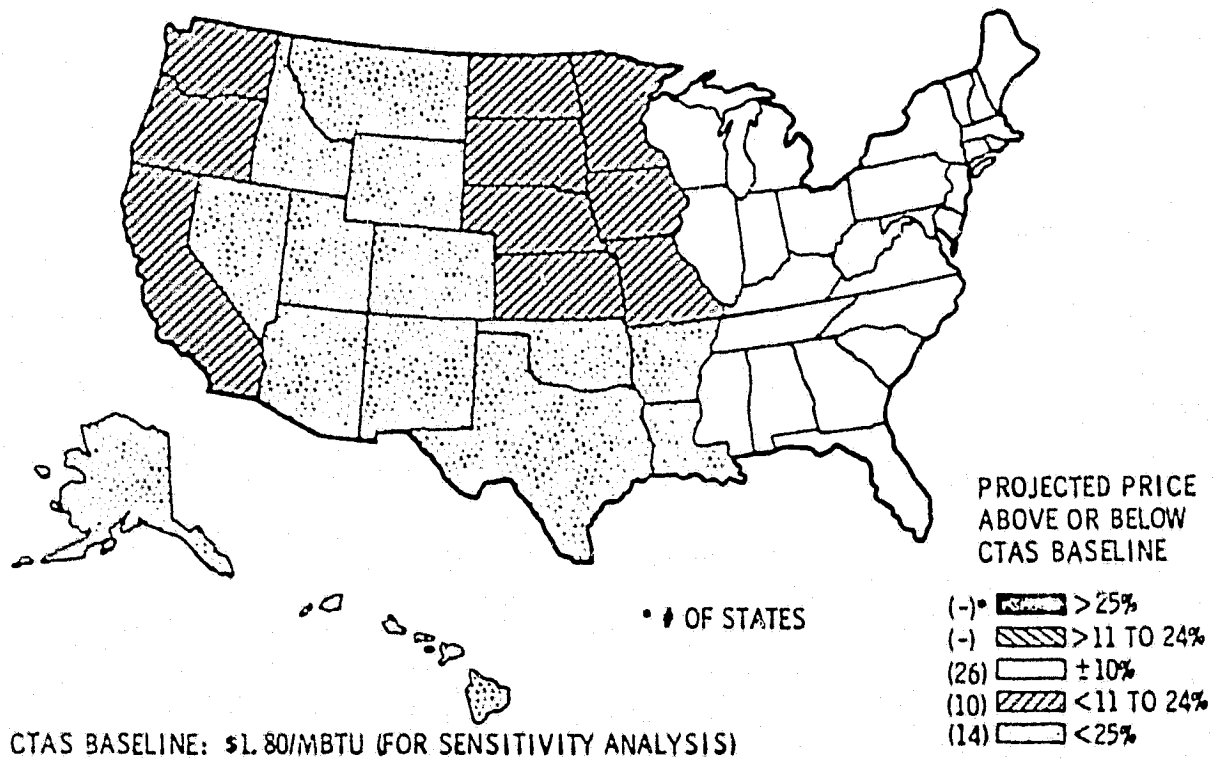 PROJECTED PRICE
ABOVE OR BELOW
CTAS BASELINE
(-)• >25%
(-) >11 TO 24%
(26) ±10%
(10) <11 TO 24%
(14) <25%
• # OF STATES
CTAS BASELINE: $1.80/MBTU (FOR SENSITIVITY ANALYSIS)